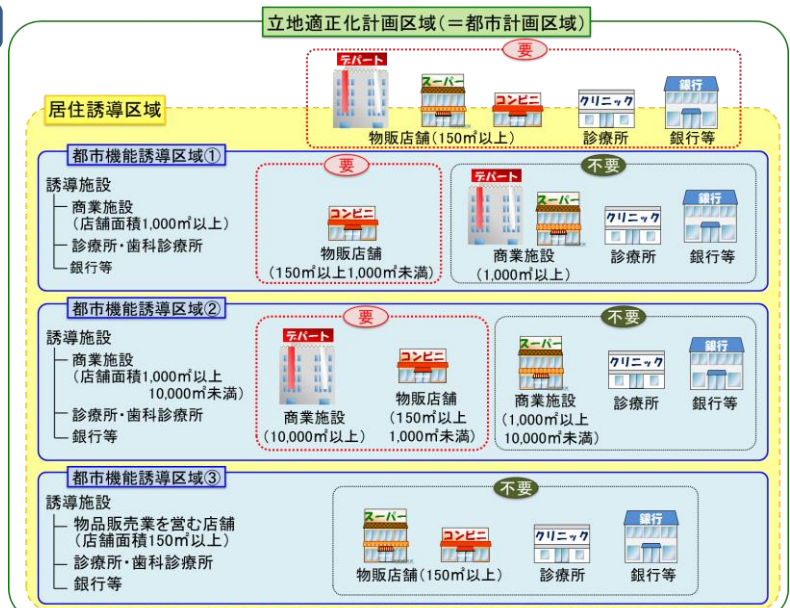 立地適正化計画区域(＝都市計画区域)
要
デパート
スーパー
コンビニ
クリニック
銀行
物販店舗(150㎡以上)
診療所
銀行等
居住誘導区域
都市機能誘導区域①
誘導施設
商業施設
(店舗面積1,000㎡以上)
診療所・歯科診療所
銀行等
要
コンビニ
物販店舗
(150㎡以上1,000㎡未満)
不要
デパート
スーパー
クリニック
銀行
商業施設
(1,000㎡以上)
診療所
銀行等
都市機能誘導区域②
誘導施設
商業施設
(店舗面積1,000㎡以上
10,000㎡未満)
診療所・歯科診療所
銀行等
要
デパート
コンビニ
商業施設
(10,000㎡以上)
物販店舗
(150㎡以上
1,000㎡未満)
不要
スーパー
クリニック
銀行
商業施設
(1,000㎡以上
10,000㎡未満)
診療所
銀行等
都市機能誘導区域③
誘導施設
物品販売業を営む店舗
(店舗面積150㎡以上)
診療所・歯科診療所
銀行等
不要
スーパー
コンビニ
クリニック
銀行
物販店舗(150㎡以上)
診療所
銀行等